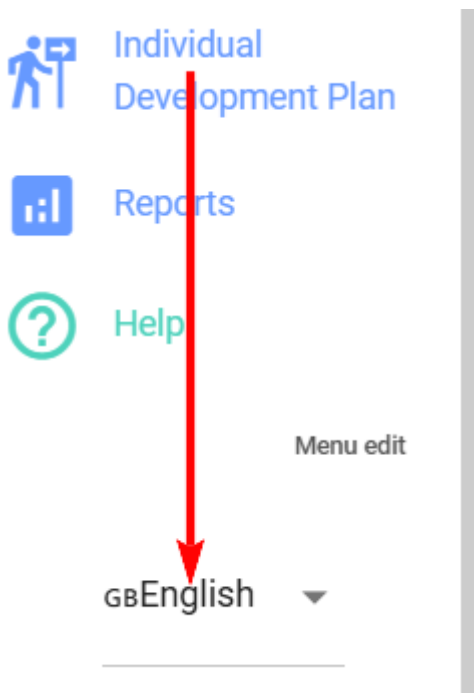 Individual
Development Plan
Reports
Help
Menu edit
GBEnglish